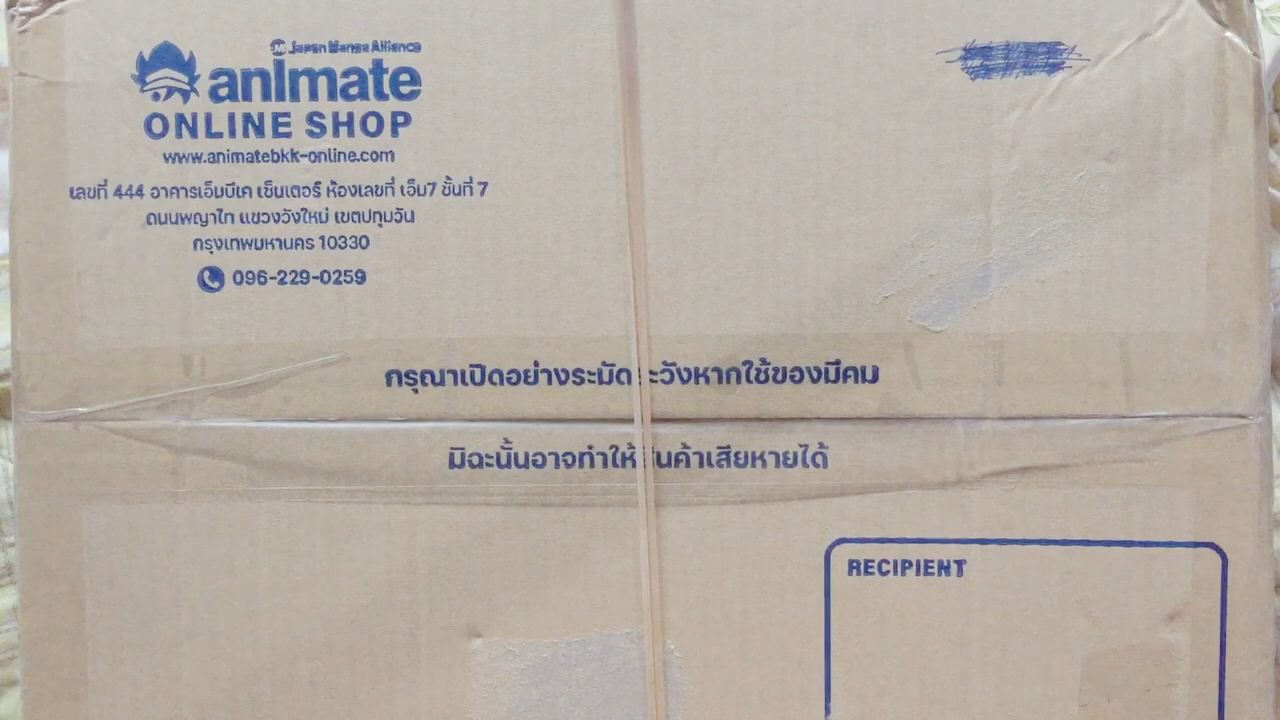 Japan Manga Alliance
anImate
ONLINE SHOP
www.animatebkk-online.com
เลขที่ 444 อาคารเอ็มบีเค เซ็นเตอร์ ห้องเลขที่ เอ็ม7 ชั้นที่ 7
ถนนพญาไท แขวงวังใหม่ เขตปทุมวัน
กรุงเทพมหานคร 10330
096-229-0259
กรุณาเปิดอย่างระมัดระวังหากใช้ของมีคม
มิฉะนั้นอาจทำให้สินค้าเสียหายได้
RECIPIENT